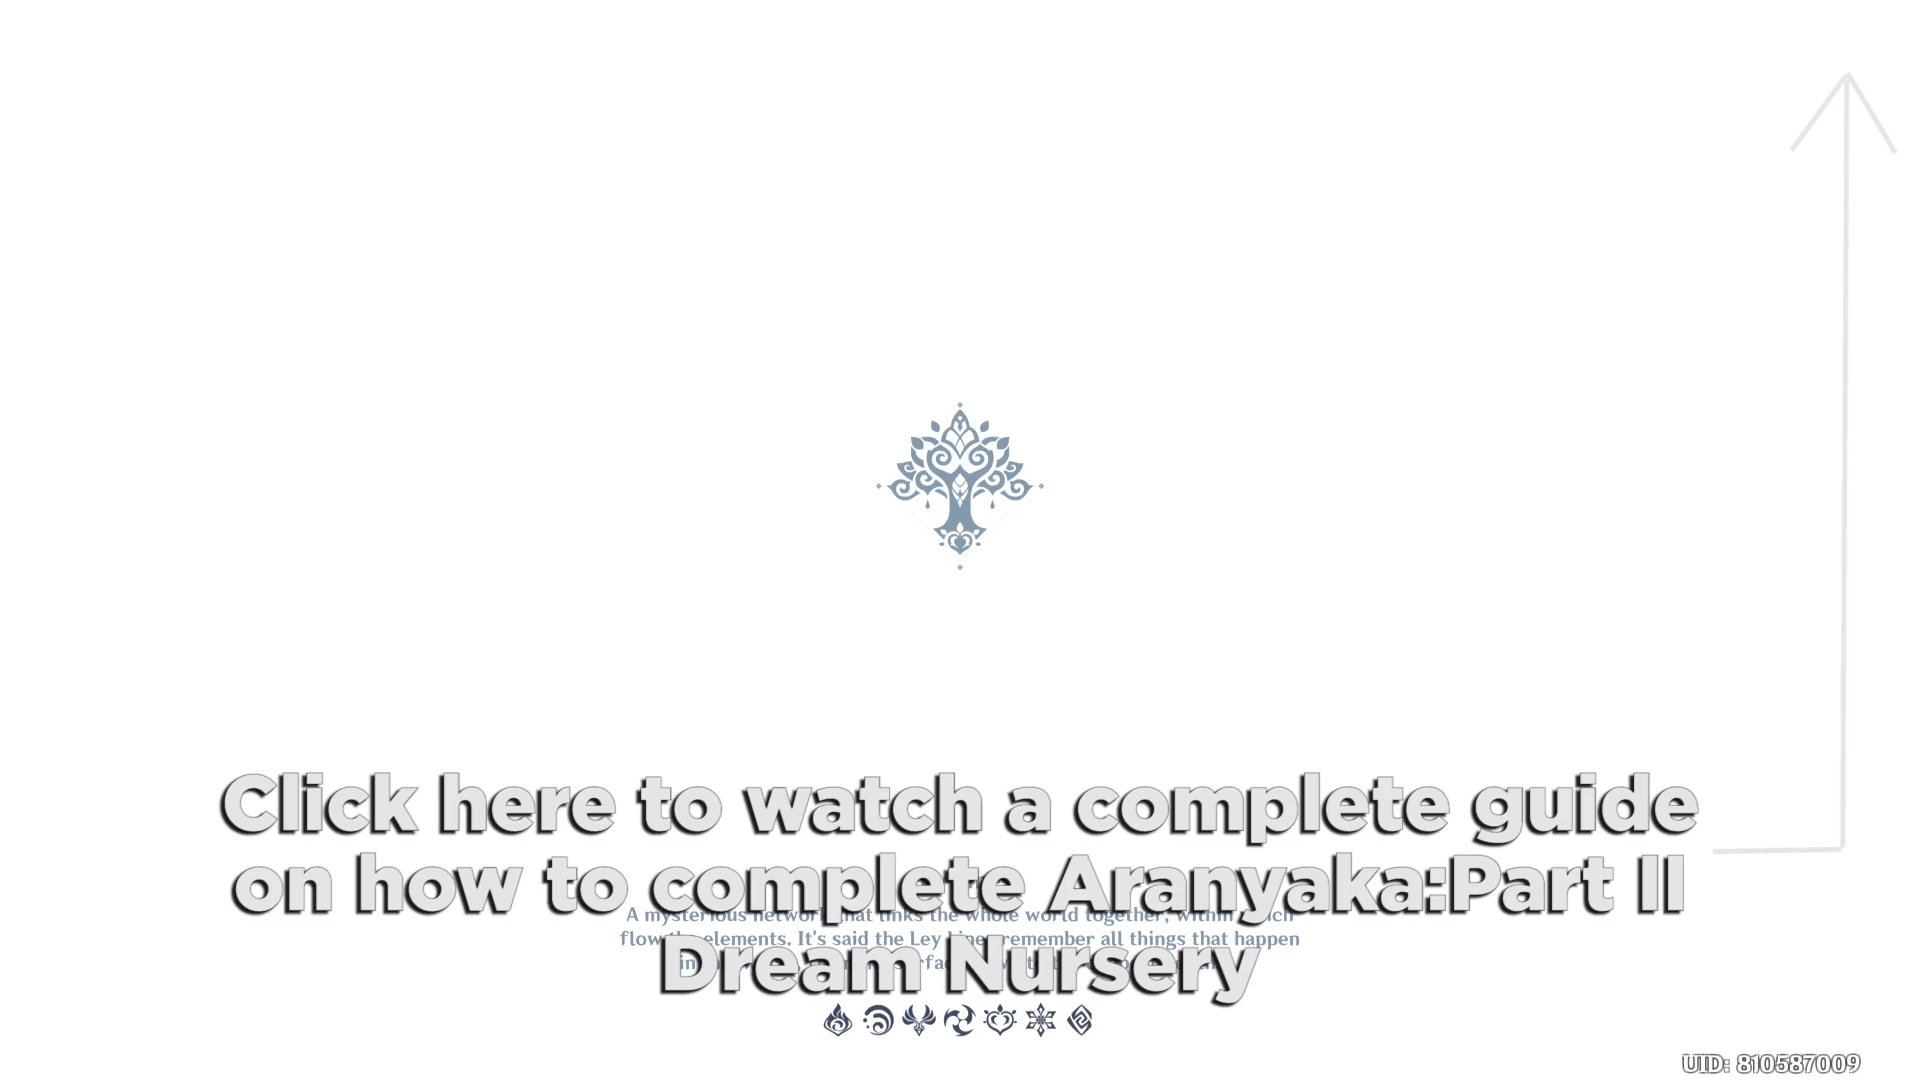 Click here to watch a complete guide
on how to complete Aranyaka:Part II
A mysterious network that links the whole world together, within which
flow the elements. It's said the Ley Lines remember all things that happen
Dream Nursery
UID: 810587009